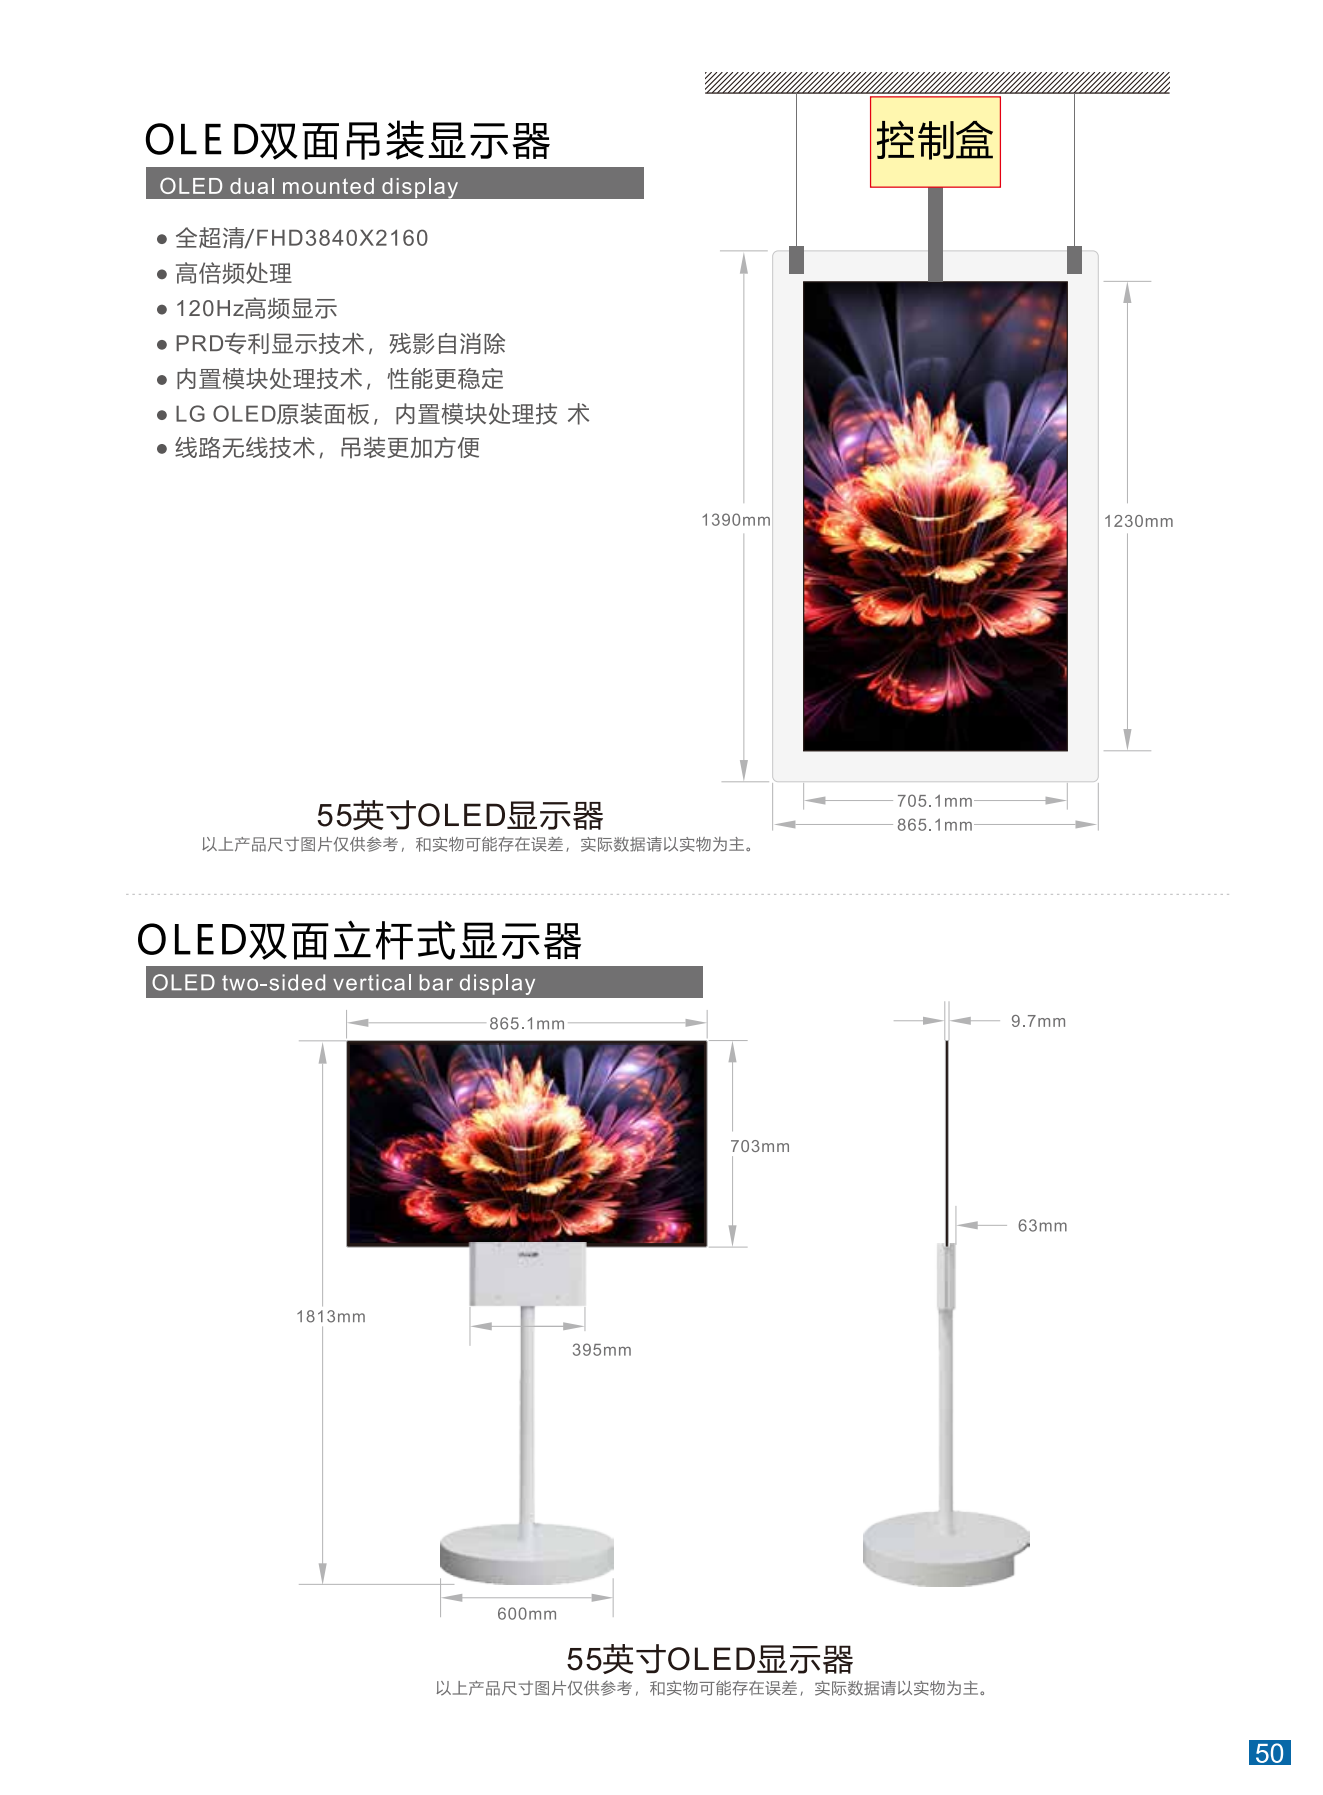 OLED双面吊装显示器
OLED dual mounted display
● 全超清/FHD3840X2160
● 高倍频处理
● 120Hz高频显示
● PRD专利显示技术，残影自消除
● 内置模块处理技术，性能更稳定
● LG OLED原装面板，内置模块处理技 术
● 线路无线技术，吊装更加方便
控制盒
1390mm
1230mm
705.1mm
865.1mm
55英寸OLED显示器
以上产品尺寸图片仅供参考，和实物可能存在误差，实际数据请以实物为主。
OLED双面立杆式显示器
OLED two-sided vertical bar display
865.1mm
9.7mm
703mm
63mm
1813mm
395mm
600mm
55英寸OLED显示器
以上产品尺寸图片仅供参考，和实物可能存在误差，实际数据请以实物为主。
50